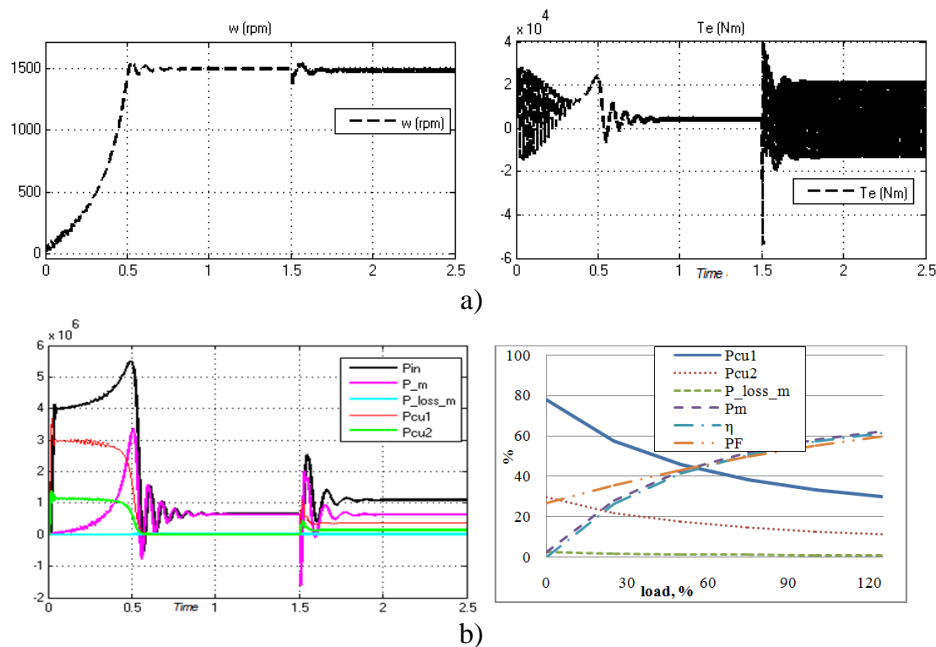 w (rpm)
1500
1000
500
0
w (rpm)
0 0.5 1 1.5 2 2.5
x 10^4
Te (Nm)
4
2
0
-2
-4
-6
Te (Nm)
0 0.5 1 1.5 2 2.5
Time
a)
x 10^6
6
5
4
3
2
1
0
-1
-2
Pin
P_m
P_loss_m
Pcu1
Pcu2
0 0.5 1 1.5 2 2.5
Time
100
80
60
40
20
0
%
Pcu1
Pcu2
P_loss_m
Pm
η
PF
0 30 60 90 120
load, %
b)